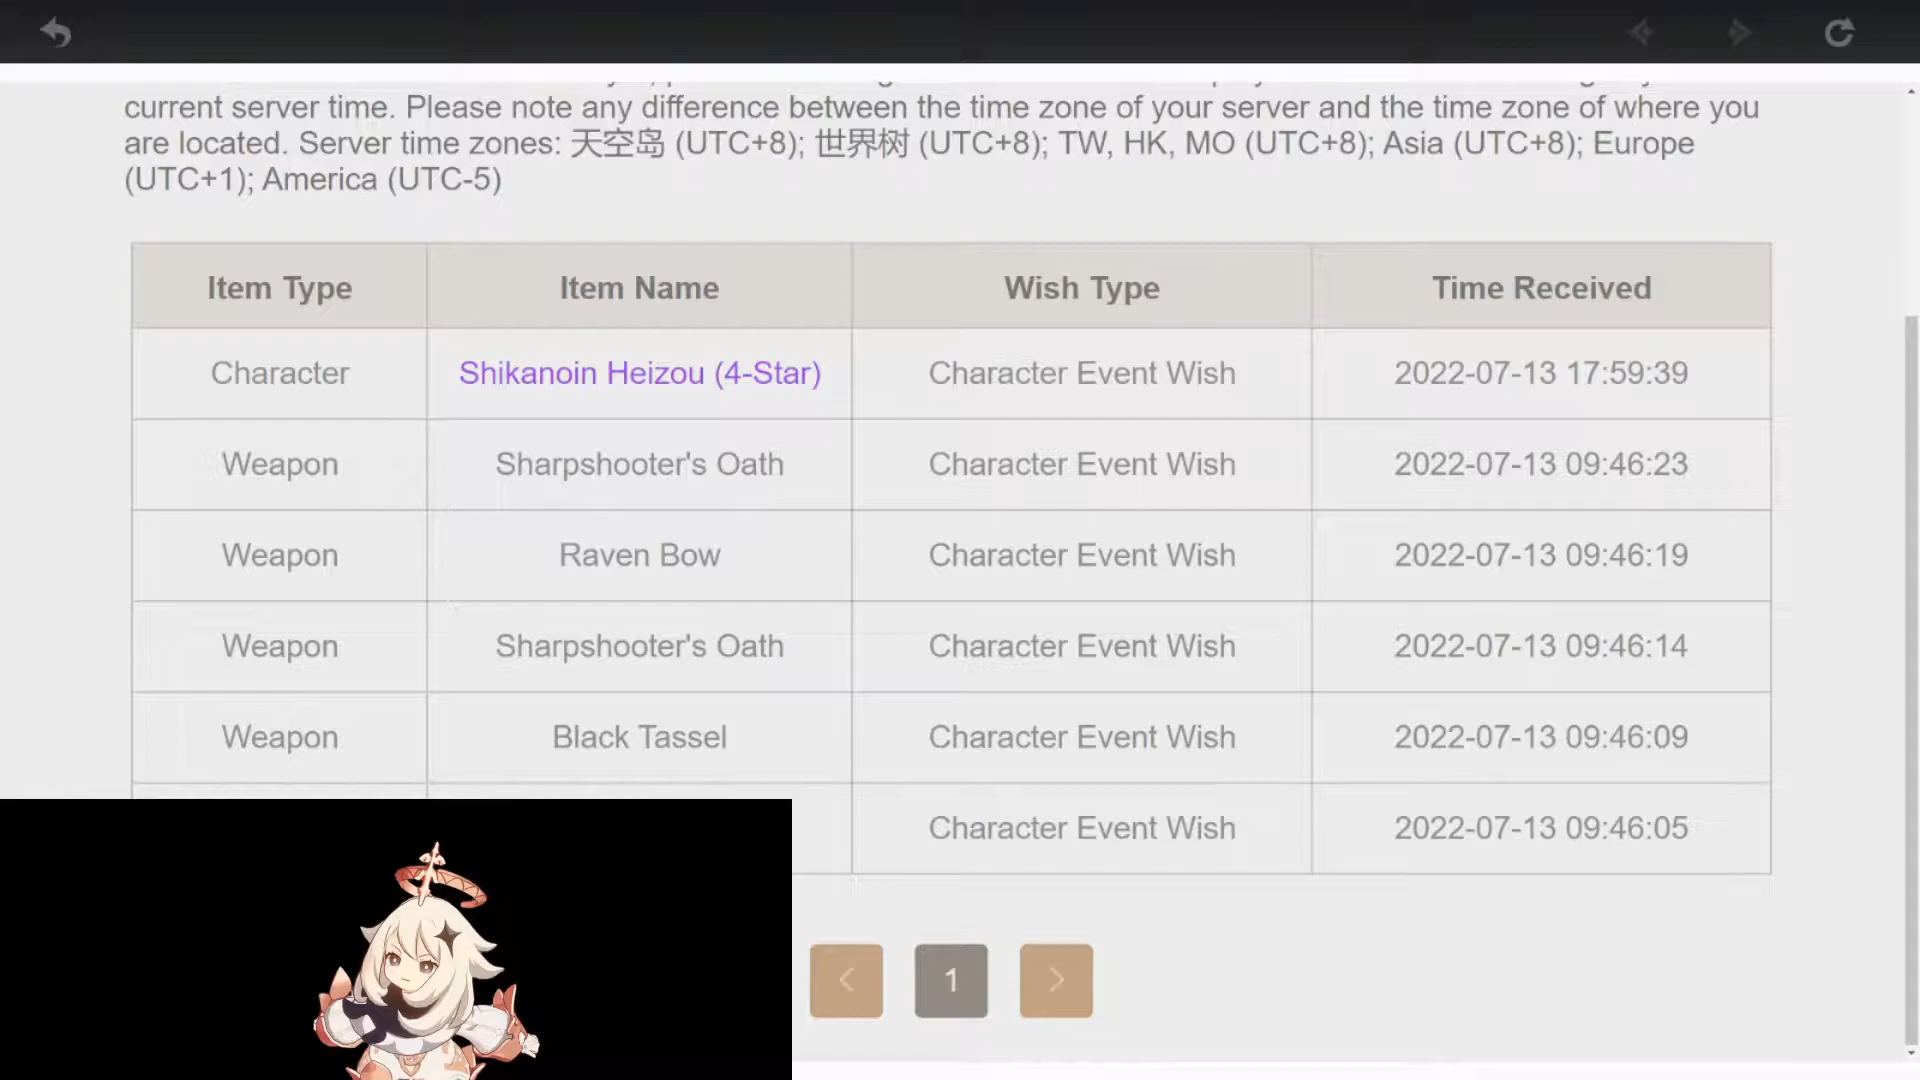 current server time. Please note any difference between the time zone of your server and the time zone of where you
are located. Server time zones: 天空岛 (UTC+8); 世界树 (UTC+8); TW, HK, MO (UTC+8); Asia (UTC+8); Europe
(UTC+1); America (UTC-5)
Item Type Item Name Wish Type Time Received
Character Shikanoin Heizou (4-Star) Character Event Wish 2022-07-13 17:59:39
Weapon Sharpshooter's Oath Character Event Wish 2022-07-13 09:46:23
Weapon Raven Bow Character Event Wish 2022-07-13 09:46:19
Weapon Sharpshooter's Oath Character Event Wish 2022-07-13 09:46:14
Weapon Black Tassel Character Event Wish 2022-07-13 09:46:09
Character Event Wish 2022-07-13 09:46:05
1